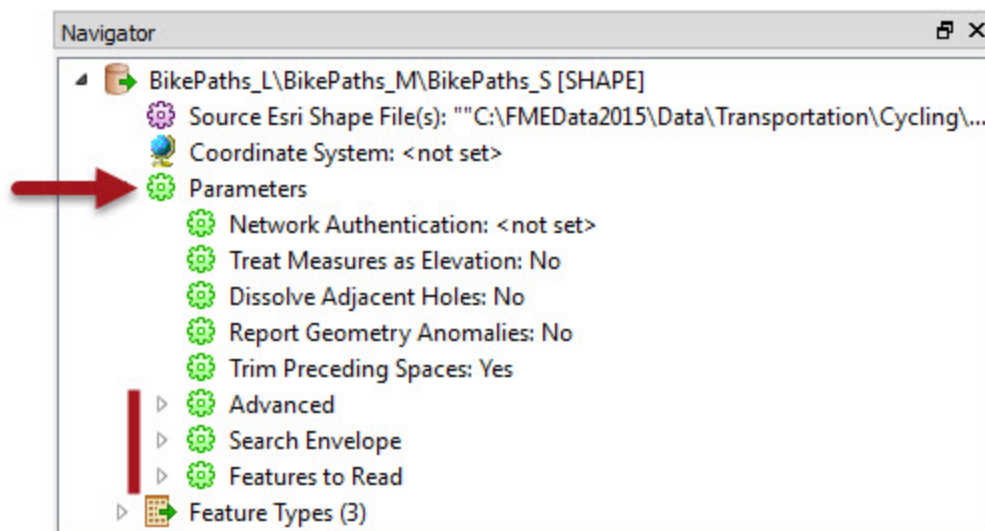 Navigator
BikePaths_L\BikePaths_M\BikePaths_S [SHAPE]
Source Esri Shape File(s): ""C:\FMEData2015\Data\Transportation\Cycling\...
Coordinate System: <not set>
Parameters
Network Authentication: <not set>
Treat Measures as Elevation: No
Dissolve Adjacent Holes: No
Report Geometry Anomalies: No
Trim Preceding Spaces: Yes
Advanced
Search Envelope
Features to Read
Feature Types (3)